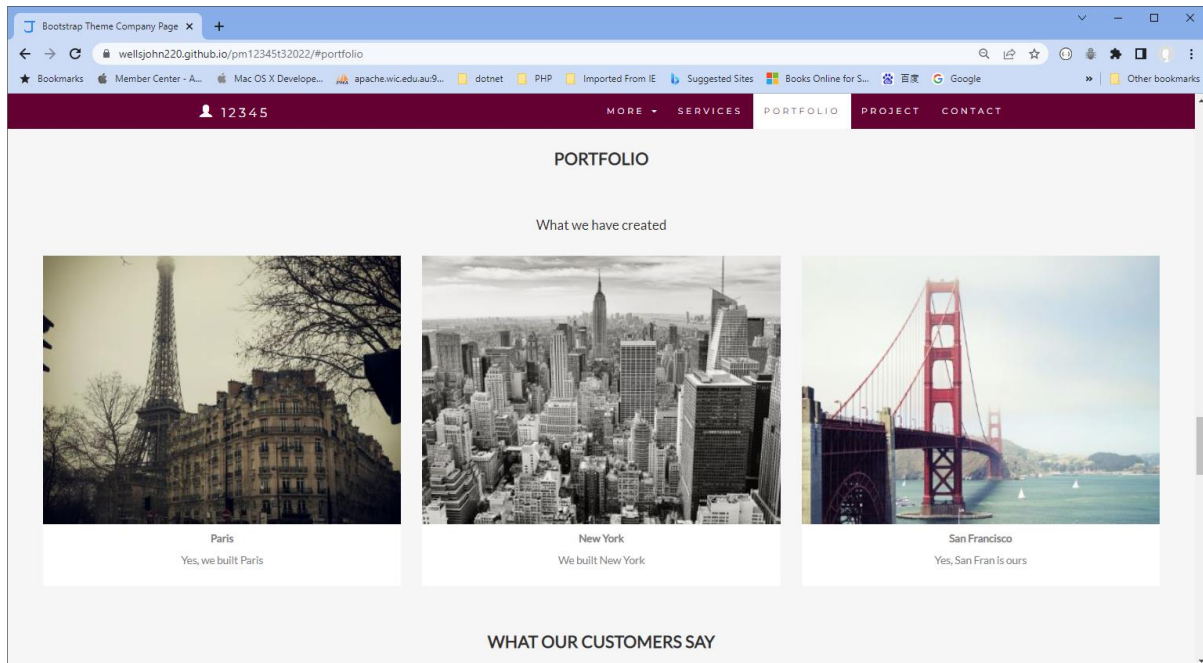 Bootstrap Theme Company Page
wellsjohn220.github.io/pm12345t32022/#portfolio
Bookmarks Member Center - A... Mac OS X Develope... apache.wic.edu.au:9... dotnet PHP Imported From IE Suggested Sites Books Online for S... 百度 Google » Other bookmarks
12345 MORE SERVICES PORTFOLIO PROJECT CONTACT
PORTFOLIO
What we have created
Paris New York San Francisco
Yes, we built Paris We built New York Yes, San Fran is ours
WHAT OUR CUSTOMERS SAY